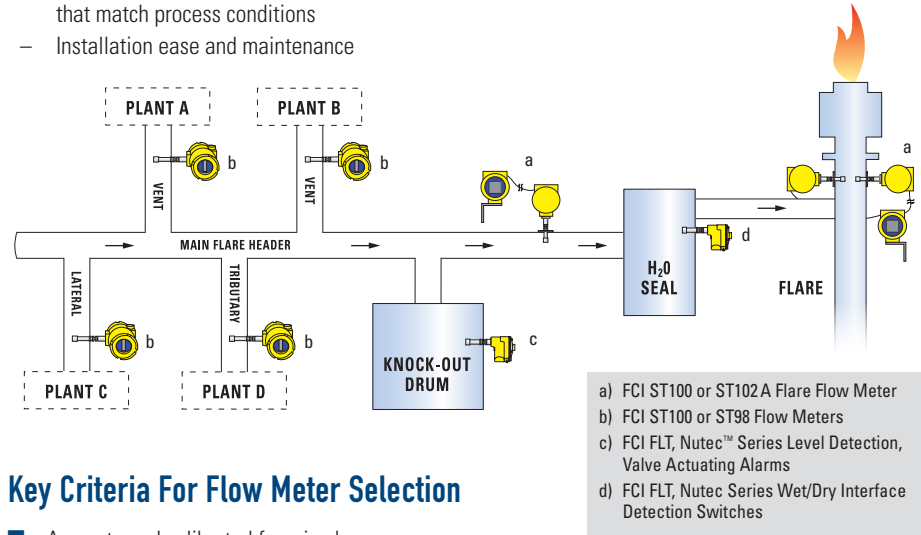 that match process conditions
– Installation ease and maintenance
PLANT A
PLANT B
b
b
a
a
VENT
VENT
MAIN FLARE HEADER
d
LATERAL
TRIBUTARY
H₂0
SEAL
FLARE
b
b
c
KNOCK-OUT
DRUM
PLANT C
PLANT D
a) FCI ST100 or ST102A Flare Flow Meter
b) FCI ST100 or ST98 Flow Meters
c) FCI FLT, Nutec™ Series Level Detection,
Valve Actuating Alarms
d) FCI FLT, Nutec Series Wet/Dry Interface
Detection Switches
Key Criteria For Flow Meter Selection